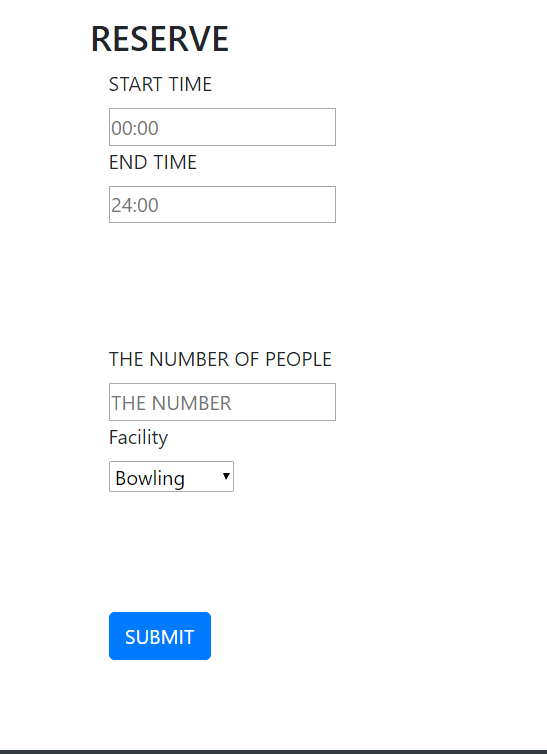 RESERVE
START TIME
00:00
END TIME
24:00
THE NUMBER OF PEOPLE
THE NUMBER
Facility
Bowling
SUBMIT